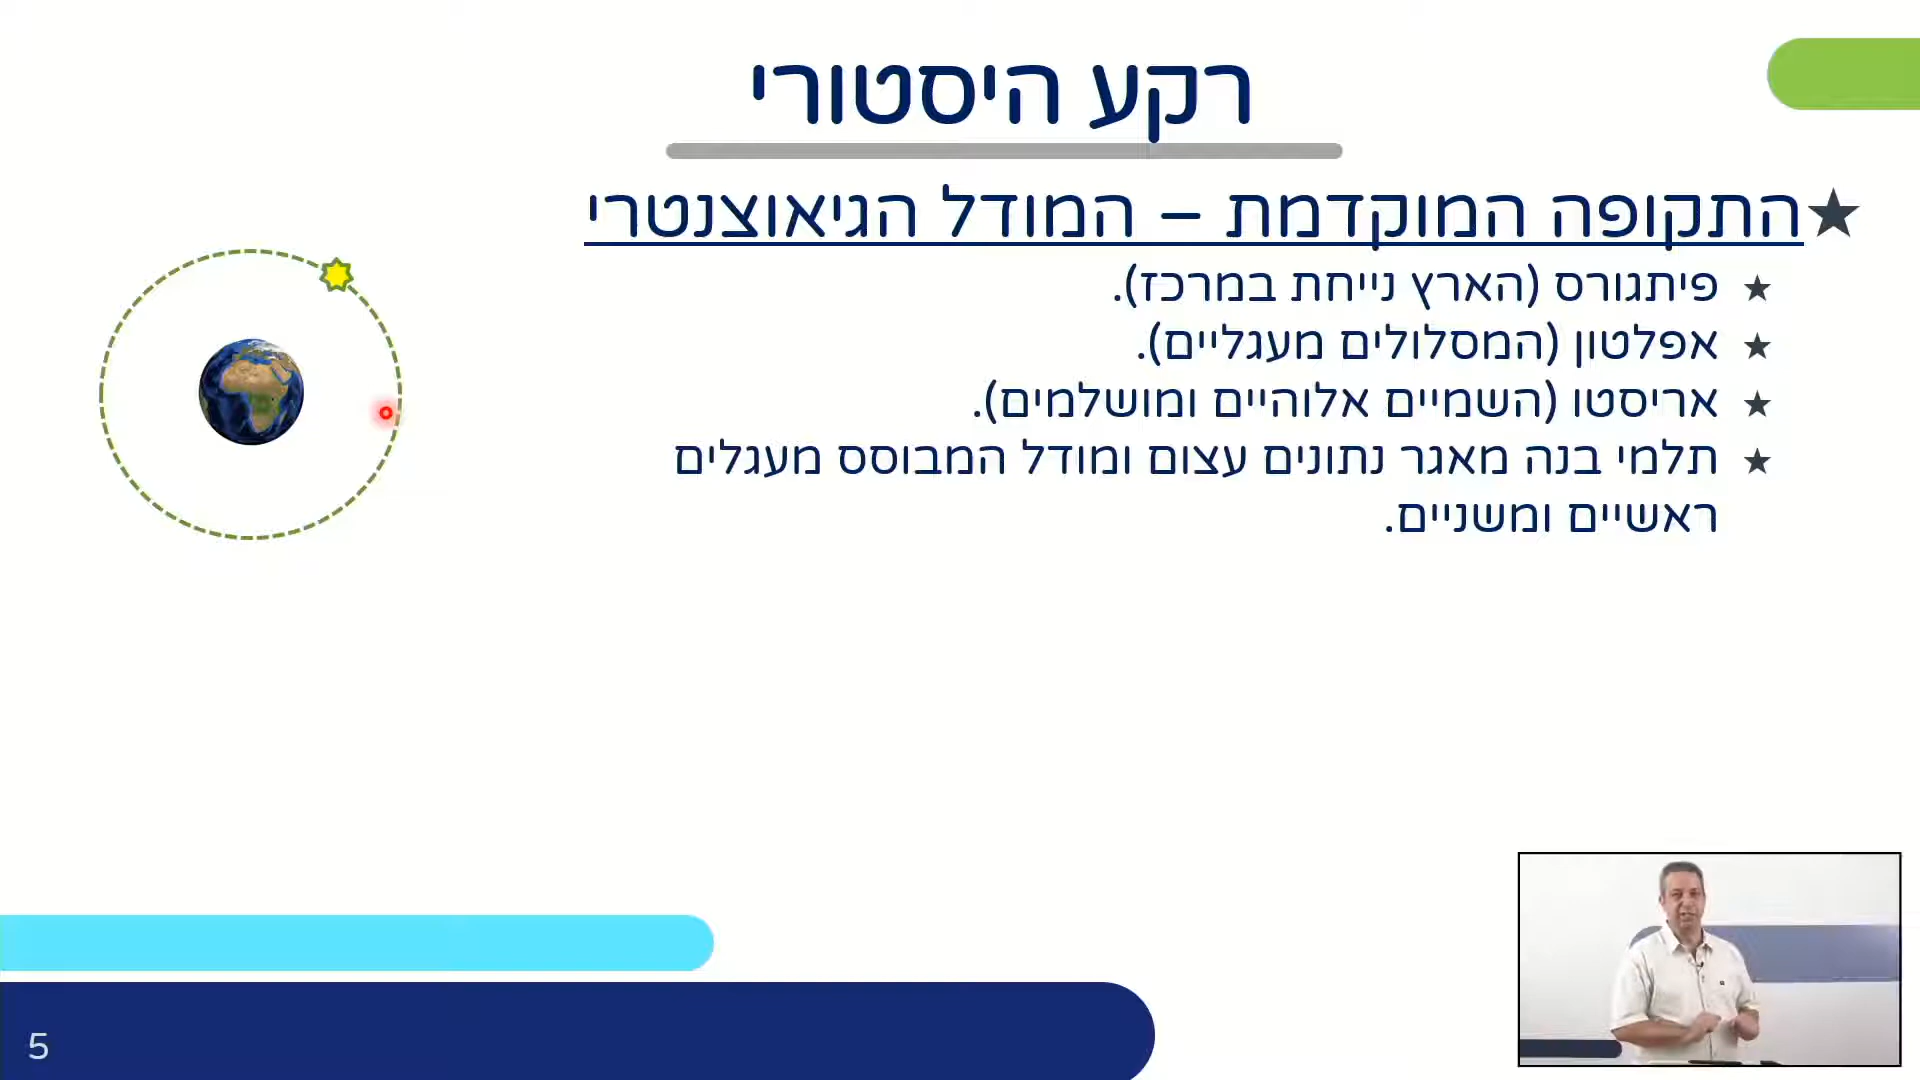 רקע היסטורי
התקופה המוקדמת – המודל הגיאוצנטרי
פיתגורס (הארץ נייחת במרכז).
אפלטון (המסלולים מעגליים).
אריסטו (השמיים אלוהיים ומושלמים).
תלמי בנה מאגר נתונים עצום ומודל המבוסס מעגלים
ראשיים ומשניים.
5